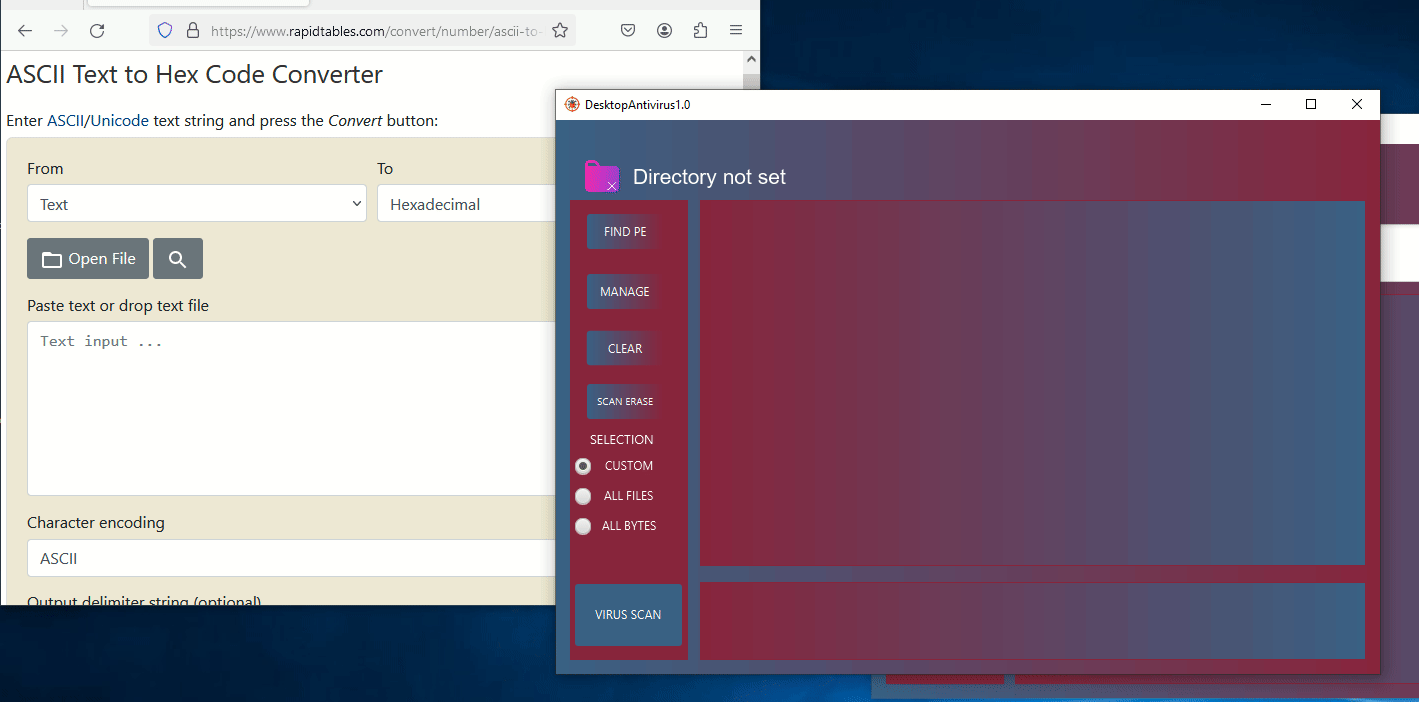 https://www.rapidtables.com/convert/number/ascii-to-
ASCII Text to Hex Code Converter
Enter ASCII/Unicode text string and press the Convert button:
From
To
Text
Hexadecimal
Open File
Paste text or drop text file
Text input ...
Character encoding
ASCII
Output delimiter string (optional)
DesktopAntivirus1.0
Directory not set
FIND PE
MANAGE
CLEAR
SCAN ERASE
SELECTION
CUSTOM
ALL FILES
ALL BYTES
VIRUS SCAN